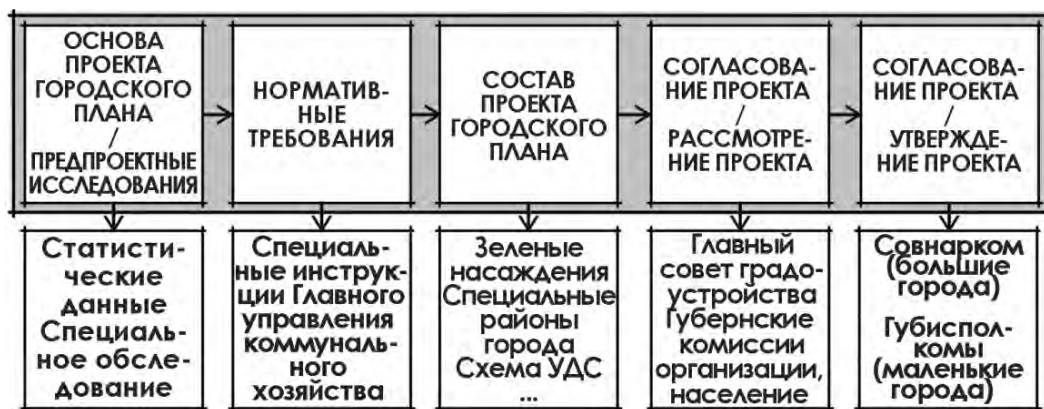 ОСНОВА
ПРОЕКТА
ГОРОДСКОГО
ПЛАНА
/
ПРЕДПРОЕКТНЫЕ
ИССЛЕДОВАНИЯ
НОРМАТИВ-
НЫЕ
ТРЕБОВАНИЯ
СОСТАВ
ПРОЕКТА
ГОРОДСКОГО
ПЛАНА
СОГЛАСОВА-
НИЕ ПРОЕКТА
/
РАССМОТРЕ-
НИЕ ПРОЕКТА
СОГЛАСОВА-
НИЕ ПРОЕКТА
/
УТВЕРЖДЕ-
НИЕ ПРОЕКТА
Статисти-
ческие
данные
Специаль-
ное обсле-
дование
Специаль-
ные инструк-
ции Главного
управления
коммуналь-
ного
хозяйства
Зеленые
насаждения
Специальные
районы
города
Схема УДС
...
Главный
совет градо-
устройства
Губернские
комиссии
организации,
население
Совнарком
(большие
города)
Губиспол-
комы
(маленькие
города)